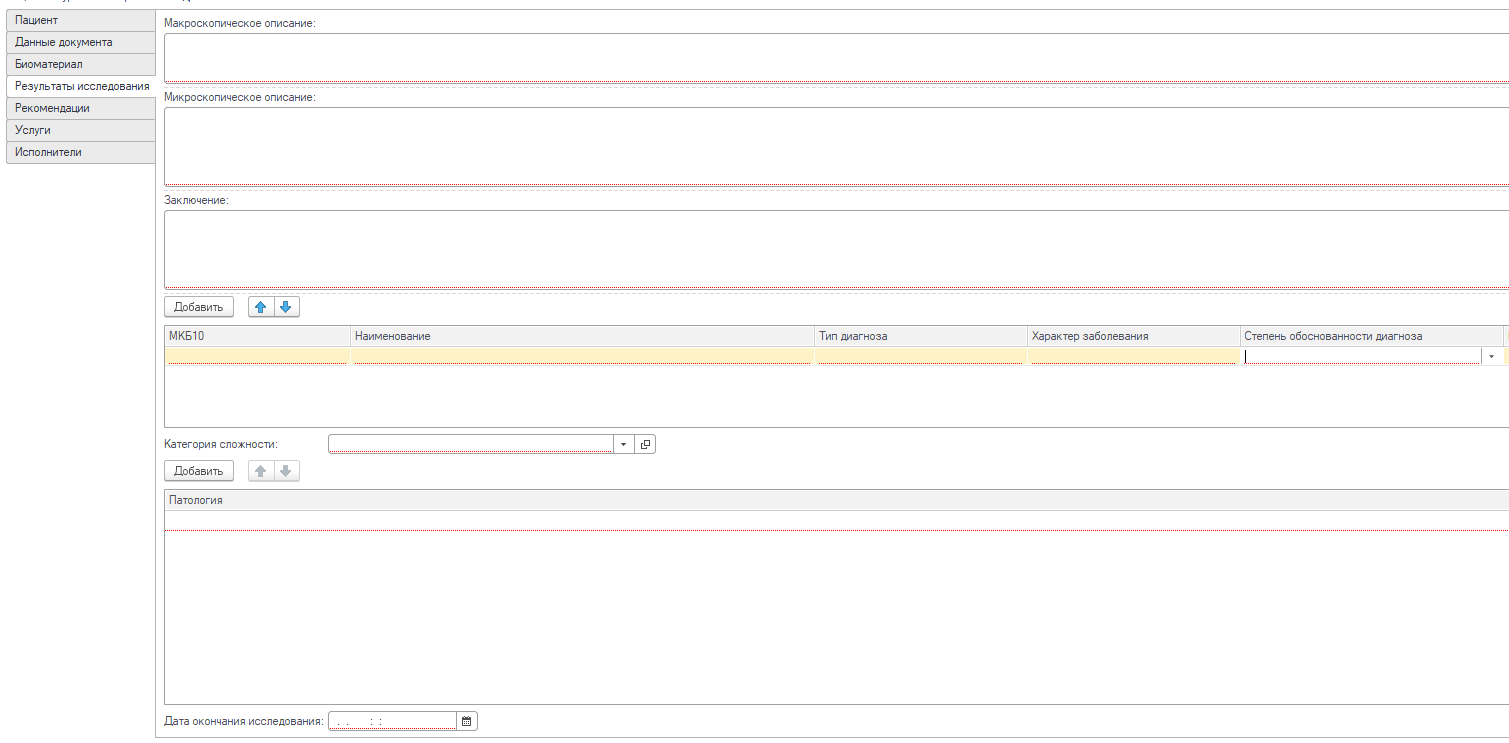 Пациент
Данные документа
Биоматериал
Результаты исследования
Рекомендации
Услуги
Исполнители
Макроскопическое описание:
Микроскопическое описание:
Заключение:
Добавить
МКБ10 Наименование Тип диагноза Характер заболевания Степень обоснованности диагноза
Категория сложности:
Добавить
Патология
Дата окончания исследования: . . : :